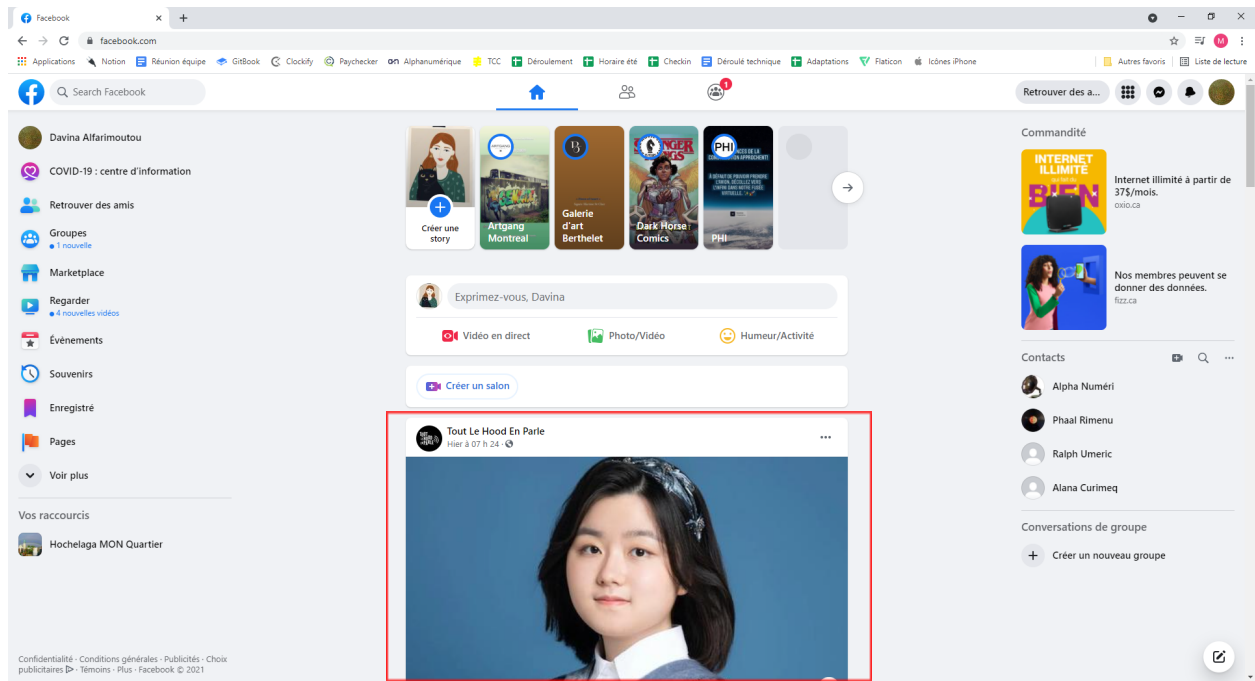 Facebook
facebook.com
Applications
Notion
Réunion équipe
GitBook
Clockify
Paychecker
Alphanumérique
TCC
Déroulement
Horaire été
Checkin
Déroulé technique
Adaptations
Flaticon
Icônes iPhone
Autres favoris
Liste de lecture
Search Facebook
1
Retrouver des a...
Davina Alfarimoutou
COVID-19 : centre d'information
Retrouver des amis
Groupes
1 nouvelle
Marketplace
Regarder
4 nouvelles vidéos
Événements
Souvenirs
Enregistré
Pages
Voir plus
Vos raccourcis
Hochelaga MON Quartier
Confidentialité · Conditions générales · Publicités · Choix
publicitaires · Témoins · Plus · Facebook © 2021
Créer une
story
Artgang
Montreal
Galerie
d'art
Berthelet
STRANGER
THINGS
Dark Horse
Comics
PHI
PHI
Exprimez-vous, Davina
Vidéo en direct
Photo/Vidéo
Humeur/Activité
Créer un salon
Tout Le Hood En Parle
Hier à 07 h 24
Commandité
INTERNET
ILLIMITÉ
BIEN
Internet illimité à partir de
37$/mois.
oxio.ca
Nos membres peuvent se
donner des données.
fizz.ca
Contacts
Alpha Numéri
Phaal Rimenu
Ralph Umeric
Alana Curimeq
Conversations de groupe
Créer un nouveau groupe